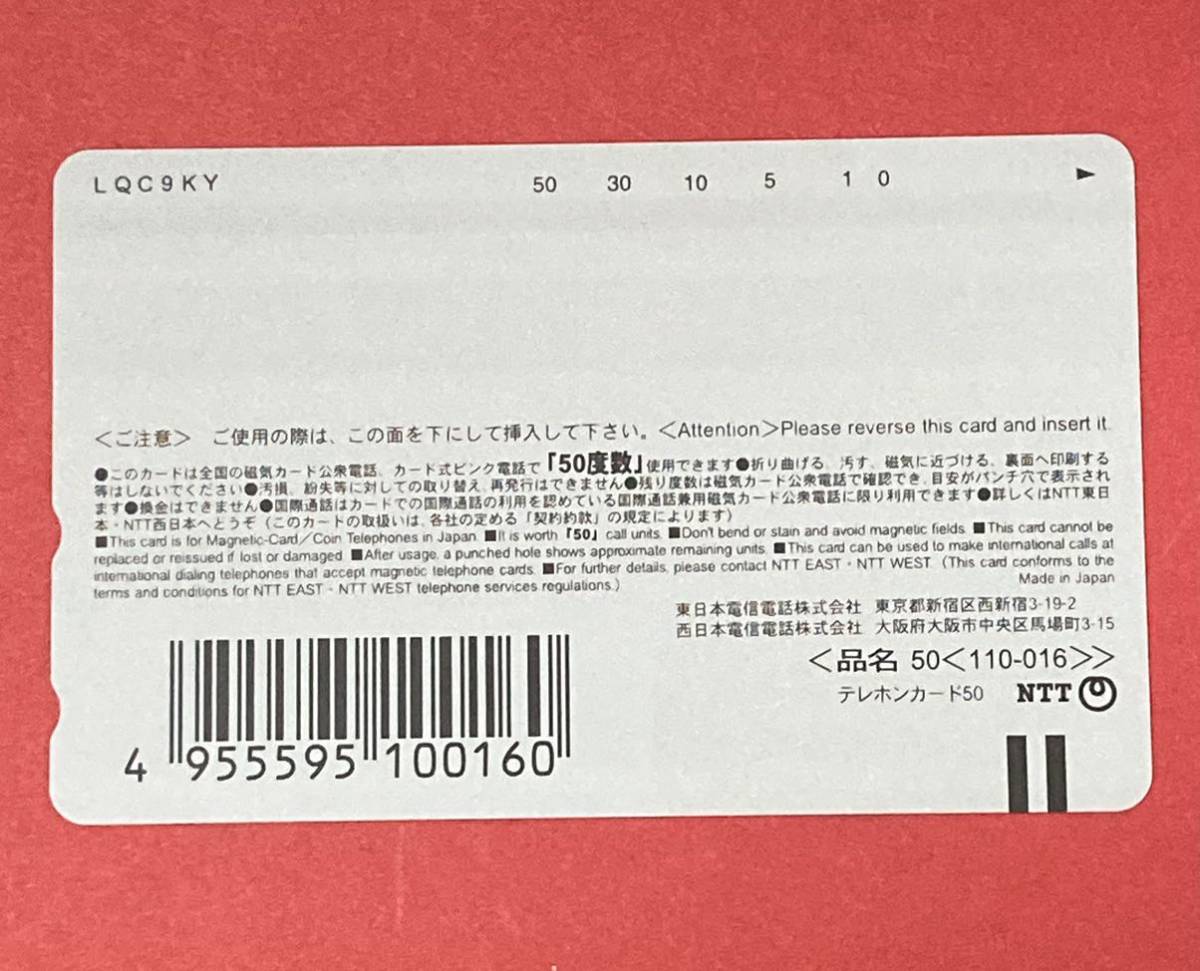 LQC9KY 50 30 10 5 1 0 ►
＜ご注意＞ ご使用の際は、この面を下にして挿入して下さい。＜Attention＞Please reverse this card and insert it.
●このカードは全国の磁気カード公衆電話、カード式ピンク電話で「50度数」使用できます●折り曲げる、汚す、磁気に近づける、裏面へ印刷する
等はしないでください●汚損、紛失等に対しての取り替え、再発行はできません●残り度数は磁気カード公衆電話で確認でき、目安がパンチ穴で表示され
ます●換金はできません●国際通話はカードでの国際通話の利用を認めている国際通話兼用磁気カード公衆電話に限り利用できます●詳しくはNTT東日
本・NTT西日本へどうぞ（このカードの取扱いは、各社の定める「契約約款」の規定によります）
■This card is for Magnetic-Card/Coin Telephones in Japan. ■It is worth「50」call units. ■Don't bend or stain and avoid magnetic fields. ■This card cannot be
replaced or reissued if lost or damaged. ■After usage, a punched hole shows approximate remaining units. ■This card can be used to make international calls at
international dialing telephones that accept magnetic telephone cards. ■For further details, please contact NTT EAST・NTT WEST. (This card conforms to the
terms and conditions for NTT EAST・NTT WEST telephone services regulations.) Made in Japan
東日本電信電話株式会社 東京都新宿区西新宿3-19-2
西日本電信電話株式会社 大阪府大阪市中央区馬場町3-15
＜品名 50＜110-016＞＞
テレホンカード50 NTT
4 955595 100160